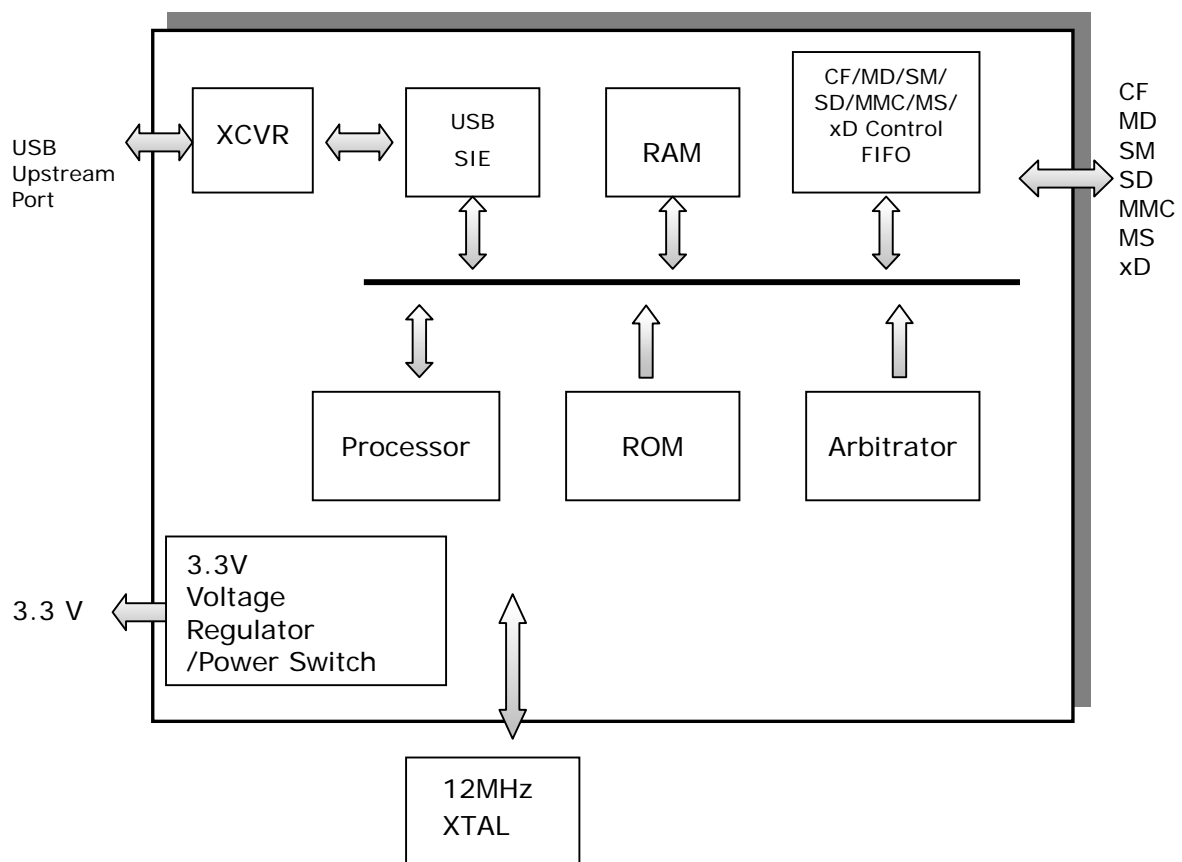 USB
Upstream
Port
XCVR
USB
SIE
RAM
CF/MD/SM/
SD/MMC/MS/
xD Control
FIFO
CF
MD
SM
SD
MMC
MS
xD
Processor
ROM
Arbitrator
3.3 V
3.3V
Voltage
Regulator
/Power Switch
12MHz
XTAL